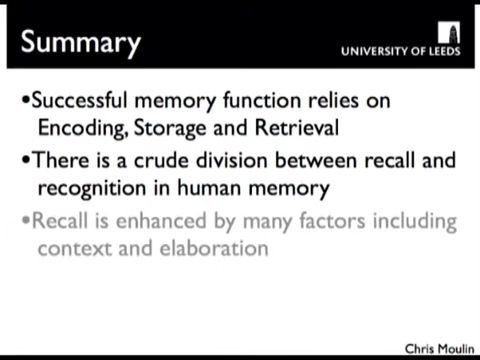 Summary
UNIVERSITY OF LEEDS
•Successful memory function relies on
Encoding, Storage and Retrieval
•There is a crude division between recall and
recognition in human memory
•Recall is enhanced by many factors including
context and elaboration
Chris Moulin